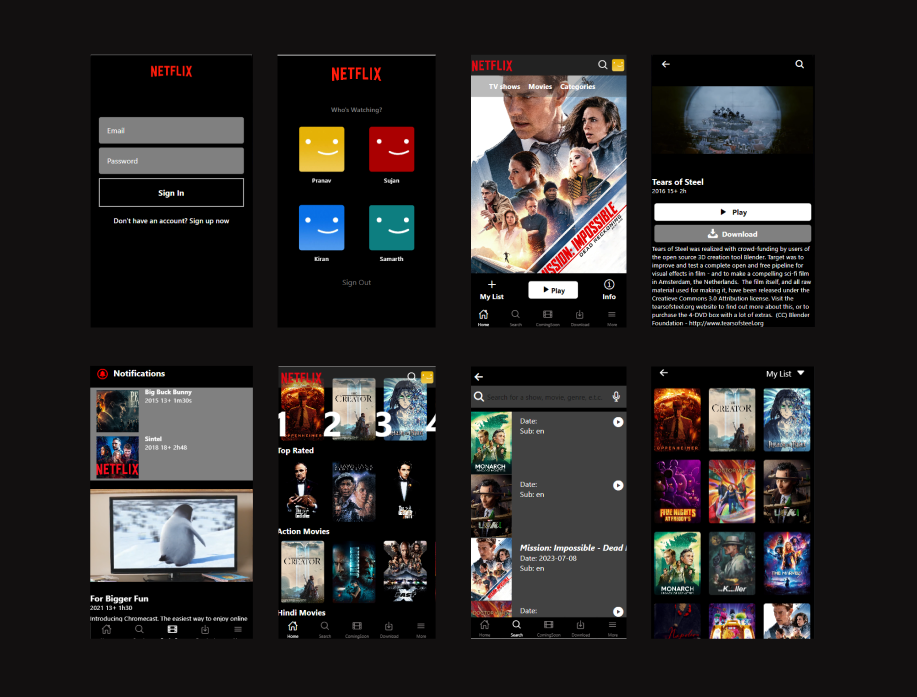 NETFLIX
Email
Password
Sign In
Don't have an account? Sign up now
NETFLIX
Who's Watching?
Pranav
Sujan
Kiran
Samarth
Sign Out
NETFLIX
TV shows Movies Categories
MISSION: IMPOSSIBLE
DEAD RECKONING
My List
Play
Info
Home Search ComingSoon Download More
Tears of Steel
2016 15+ 2h
Play
Download
Tears of Steel was realized with crowd-funding by users of
the open source 3D creation tool Blender. Target was to
improve and test a complete open and free pipeline for
visual effects in film - and to make a compelling sci-fi film
in Amsterdam, the Netherlands. The film itself, and all raw
material used for making it, have been released under the
Creatieve Commons 3.0 Attribution license. Visit the
tearsofsteel.org website to find out more about this, or to
purchase the 4-DVD box with a lot of extras. (CC) Blender
Foundation - http://www.tearsofsteel.org
Notifications
Big Buck Bunny
2015 13+ 1m30s
Sintel
2018 18+ 2h48
NETFLIX
For Bigger Fun
2021 13+ 1h30
Introducing Chromecast. The easiest way to enjoy online
NETFLIX
OPPENHEIMER
CREATOR
1 2 3 4
Top Rated
Action Movies
CREATOR
Hindi Movies
Home Search ComingSoon Download More
Search for a show, movie, genre, e.t.c
Date:
Sub: en
MONARCH
Date:
Sub: en
LOKI
Mission: Impossible - Dead
Date: 2023-07-08
Sub: en
Date:
Home Search ComingSoon Download More
My List
OPPENHEIMER
CREATOR
FIVE NIGHTS
AT FREDDY'S
LOKI
MONARCH
THE MARVELS